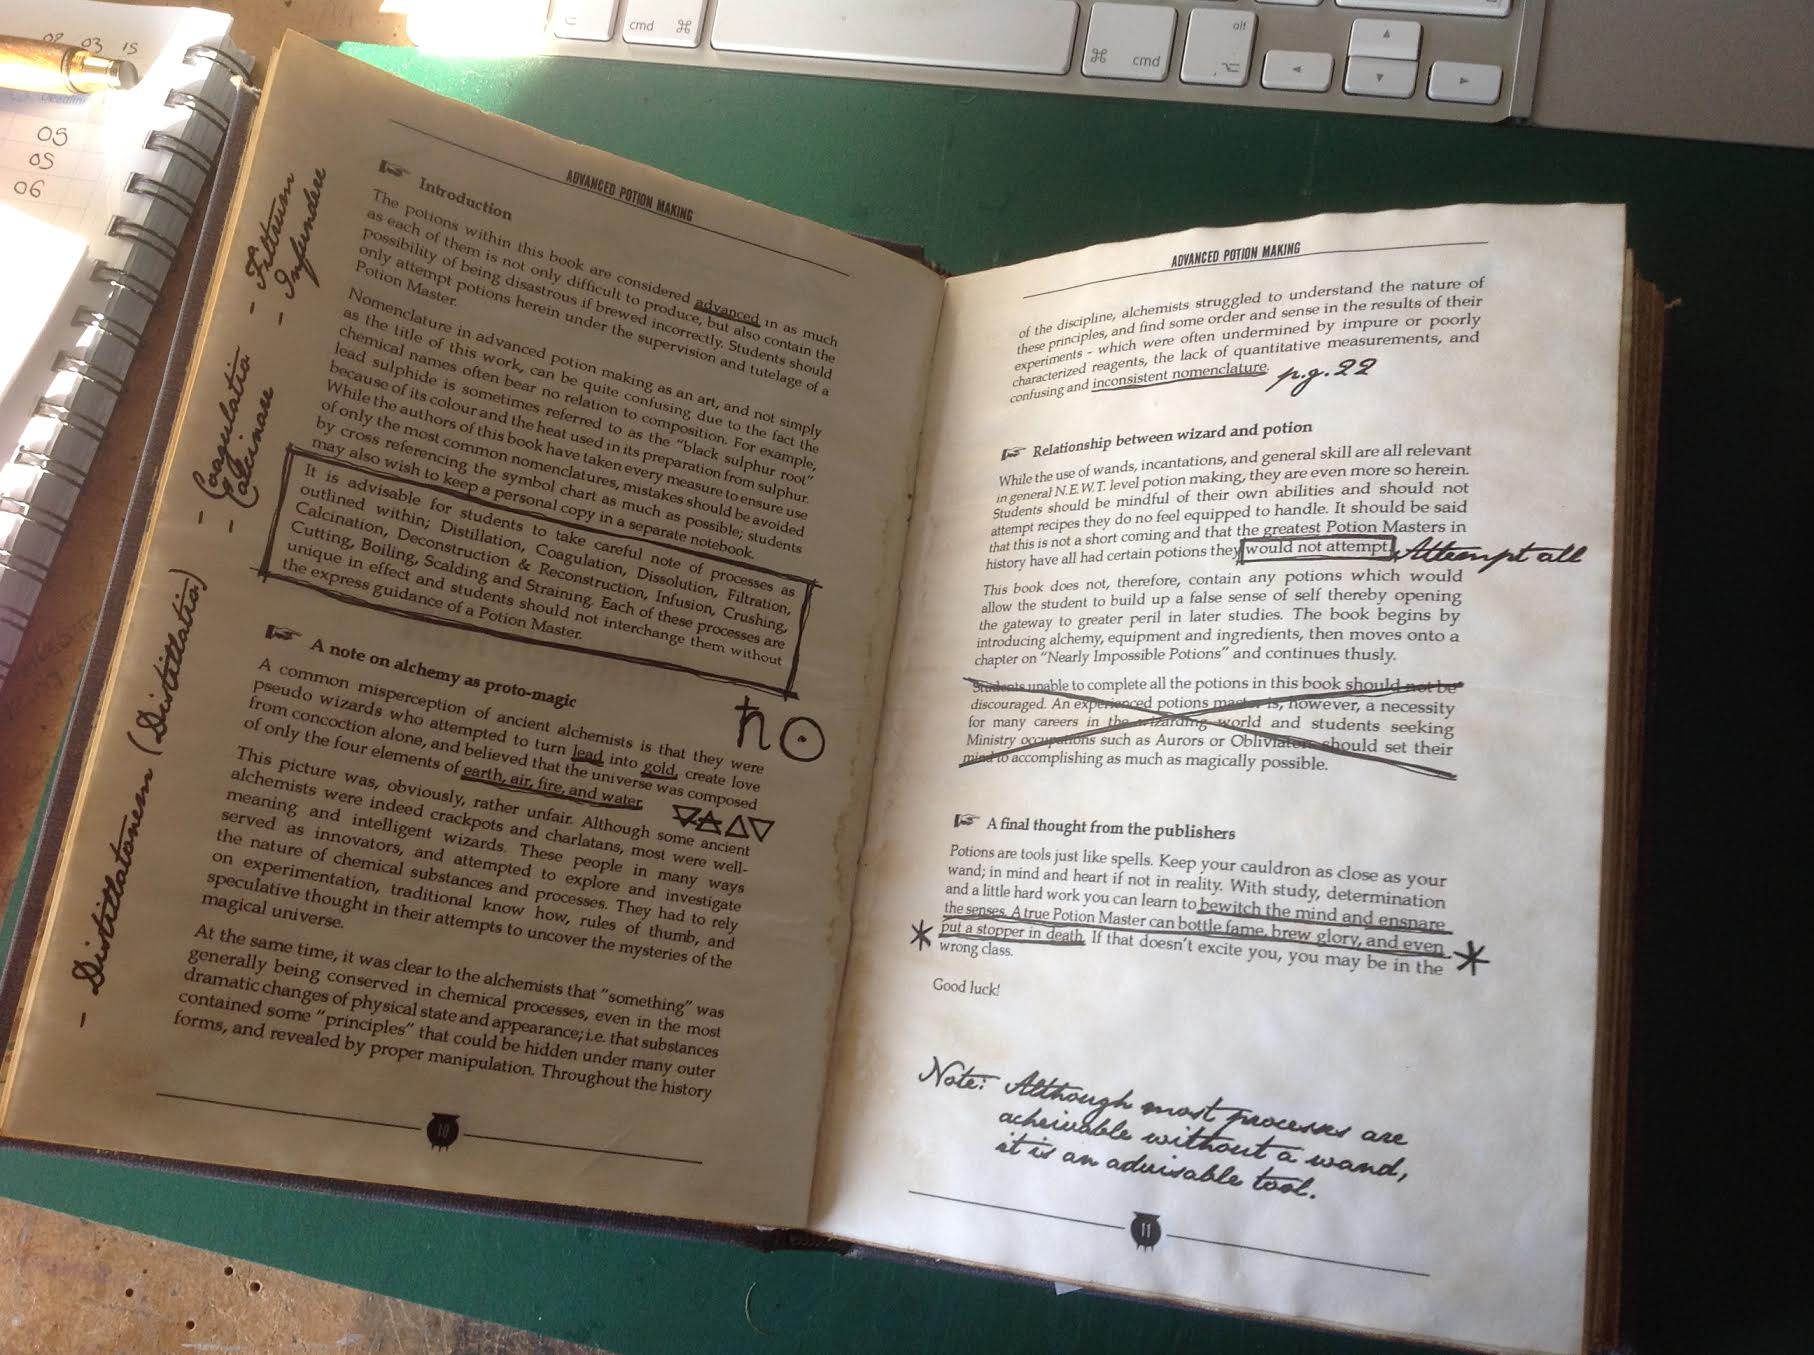 cmd ⌘
⌘ cmd
alt
02 03 15
05
05
06
ADVANCED POTION MAKING
Introduction
The potions within this book are considered advanced in as much
as each of them is not only difficult to produce, but also contain the
possibility of being disastrous if brewed incorrectly. Students should
only attempt potions herein under the supervision and tutelage of a
Potion Master.
Nomenclature in advanced potion making as an art, and not simply
as the title of this work, can be quite confusing due to the fact the
chemical names often bear no relation to composition. For example,
lead sulphide is sometimes referred to as the "black sulphur root"
because of its colour and the heat used in its preparation from sulphur.
While the authors of this book have taken every measure to ensure use
of only the most common nomenclatures, mistakes should be avoided
by cross referencing the symbol chart as much as possible; students
may also wish to keep a personal copy in a separate notebook.
It is advisable for students to take careful note of processes as
outlined within; Distillation, Coagulation, Dissolution, Filtration,
Calcination, Deconstruction & Reconstruction, Infusion, Crushing,
Cutting, Boiling, Scalding and Straining. Each of these processes are
unique in effect and students should not interchange them without
the express guidance of a Potion Master.
A note on alchemy as proto-magic
A common misperception of ancient alchemists is that they were
pseudo wizards who attempted to turn lead into gold, create love
from concoction alone, and believed that the universe was composed
of only the four elements of earth, air, fire, and water.
This picture was, obviously, rather unfair. Although some ancient
alchemists were indeed crackpots and charlatans, most were well-
meaning and intelligent wizards. These people in many ways
served as innovators, and attempted to explore and investigate
the nature of chemical substances and processes. They had to rely
on experimentation, traditional know how, rules of thumb, and
speculative thought in their attempts to uncover the mysteries of the
magical universe.
At the same time, it was clear to the alchemists that "something" was
generally being conserved in chemical processes, even in the most
dramatic changes of physical state and appearance; i.e. that substances
contained some "principles" that could be hidden under many outer
forms, and revealed by proper manipulation. Throughout the history
10
- Distillatonem (Distillatio)
- Coagulatio
- Calcinase
- Filtrum
- Infundese
ADVANCED POTION MAKING
of the discipline, alchemists struggled to understand the nature of
these principles, and find some order and sense in the results of their
experiments - which were often undermined by impure or poorly
characterized reagents, the lack of quantitative measurements, and
confusing and inconsistent nomenclature. p.g. 22
Relationship between wizard and potion
While the use of wands, incantations, and general skill are all relevant
in general N.E.W.T. level potion making, they are even more so herein.
Students should be mindful of their own abilities and should not
attempt recipes they do no feel equipped to handle. It should be said
that this is not a short coming and that the greatest Potion Masters in
history have all had certain potions they would not attempt. Attempt all
This book does not, therefore, contain any potions which would
allow the student to build up a false sense of self thereby opening
the gateway to greater peril in later studies. The book begins by
introducing alchemy, equipment and ingredients, then moves onto a
chapter on "Nearly Impossible Potions" and continues thusly.
Students unable to complete all the potions in this book should not be
discouraged. An experienced potions master is, however, a necessity
for many careers in the wizarding world and students seeking
Ministry occupations such as Aurors or Obliviators should set their
mind to accomplishing as much as magically possible.
A final thought from the publishers
Potions are tools just like spells. Keep your cauldron as close as your
wand; in mind and heart if not in reality. With study, determination
and a little hard work you can learn to bewitch the mind and ensnare
the senses. A true Potion Master can bottle fame, brew glory, and even
put a stopper in death. If that doesn't excite you, you may be in the
wrong class.
Good luck!
Note: Although most processes are
acheivable without a wand,
it is an advisable tool.
11